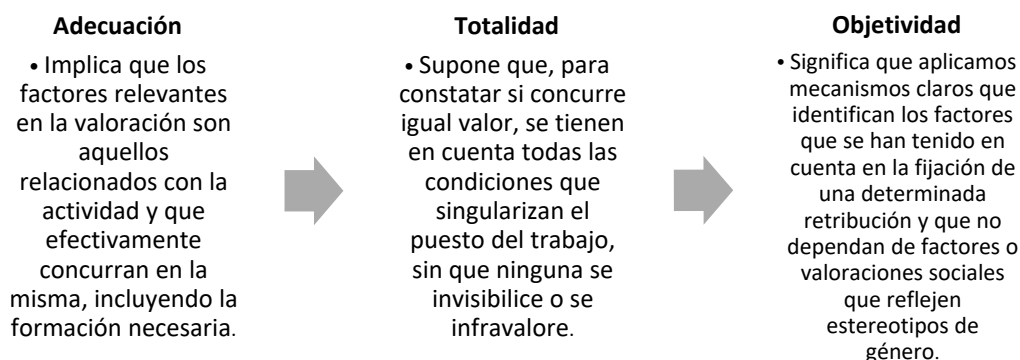 Adecuación
• Implica que los
factores relevantes
en la valoración son
aquellos
relacionados con la
actividad y que
efectivamente
concurran en la
misma, incluyendo la
formación necesaria.
Totalidad
• Supone que, para
constatar si concurre
igual valor, se tienen
en cuenta todas las
condiciones que
singularizan el
puesto del trabajo,
sin que ninguna se
invisibilice o se
infravalore.
Objetividad
• Significa que aplicamos
mecanismos claros que
identifican los factores
que se han tenido en
cuenta en la fijación de
una determinada
retribución y que no
dependan de factores o
valoraciones sociales
que reflejen
estereotipos de
género.